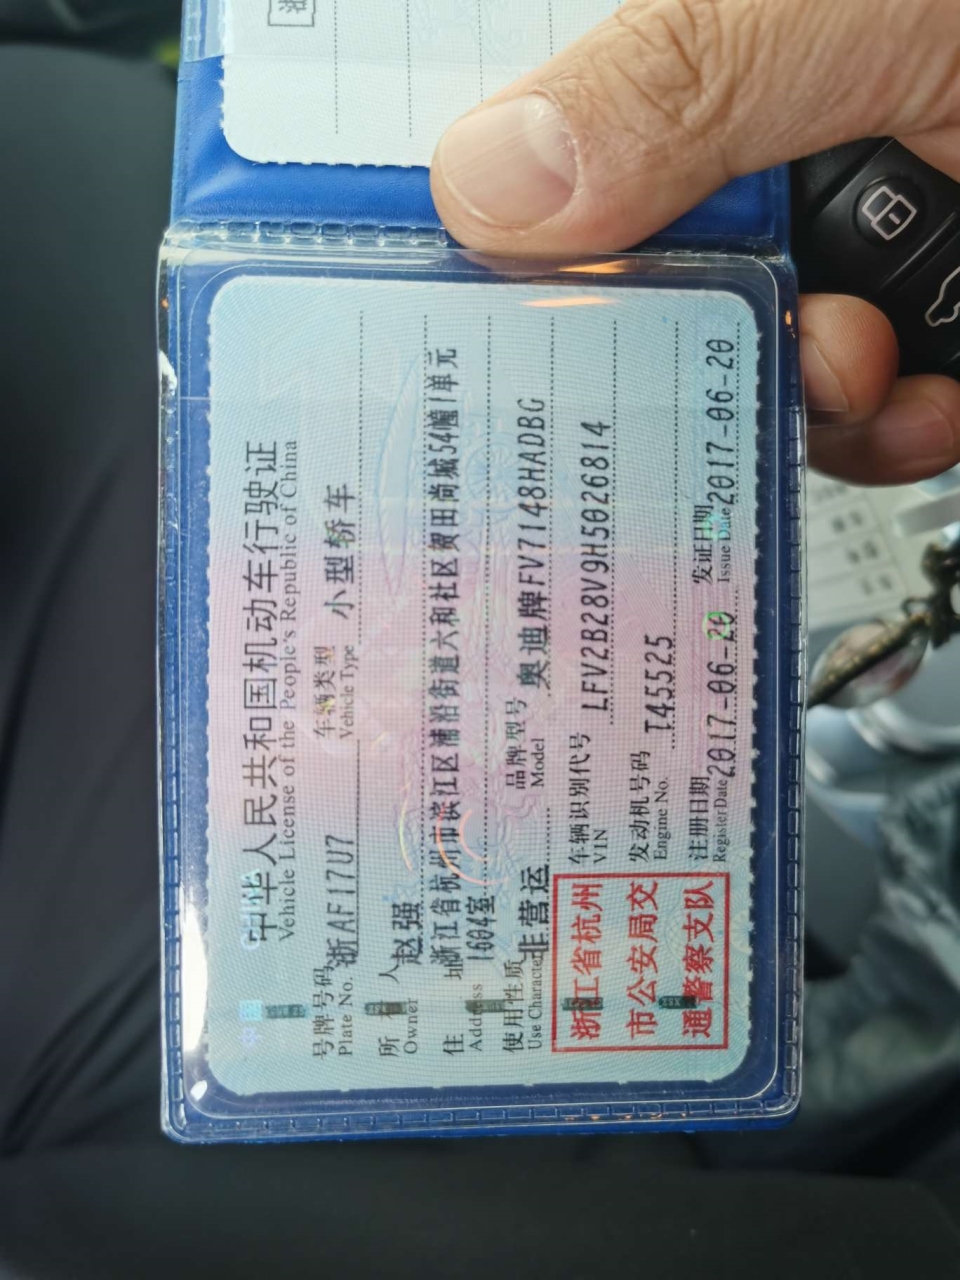 中华人民共和国机动车行驶证
Vehicle License of the People's Republic of China
号牌号码 浙AF17U7 车辆类型 小型轿车
Plate No. Vehicle Type
所有人 赵强
Owner
住址 浙江省杭州市滨江区浦沿街道六和社区贺田尚城54幢1单元
Address 1604室
使用性质 非营运 品牌型号 奥迪牌FV7148HADBG
Use Character Model
车辆识别代号 LFV2B28V9H5026814
VIN
发动机号码 T45525
Engine No.
注册日期 2017-06-20 发证日期 2017-06-20
Register Date Issue Date
浙江省杭州
市公安局交
通警察支队
浙